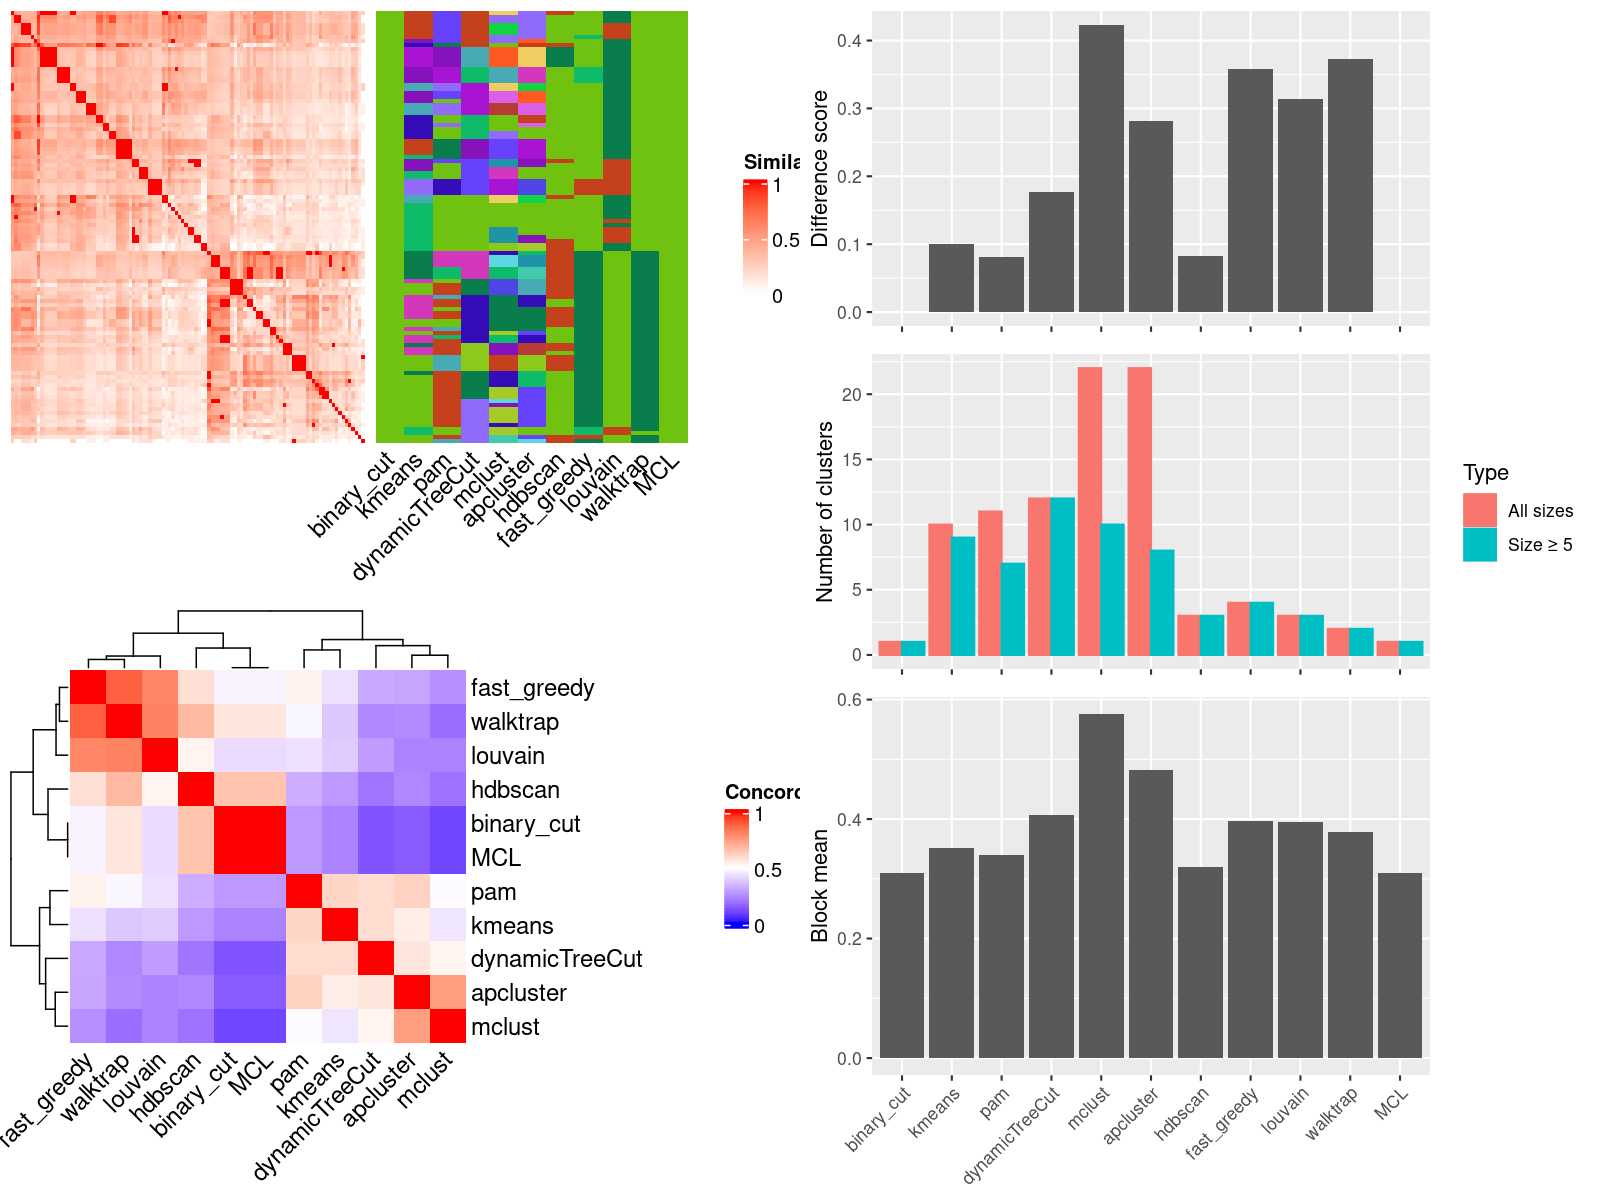 Simila
1
0.5
0
binary_cut
kmeans
pam
dynamicTreeCut
mclust
apcluster
hdbscan
fast_greedy
louvain
walktrap
MCL
fast_greedy
walktrap
louvain
hdbscan
binary_cut
MCL
pam
kmeans
dynamicTreeCut
apcluster
mclust
Concord
1
0.5
0
fast_greedy
walktrap
louvain
hdbscan
binary_cut
MCL
pam
kmeans
dynamicTreeCut
apcluster
mclust
Difference score
0.4
0.3
0.2
0.1
0.0
Number of clusters
20
15
10
5
0
Type
All sizes
Size ≥ 5
Block mean
0.6
0.4
0.2
0.0
binary_cut
kmeans
pam
dynamicTreeCut
mclust
apcluster
hdbscan
fast_greedy
louvain
walktrap
MCL